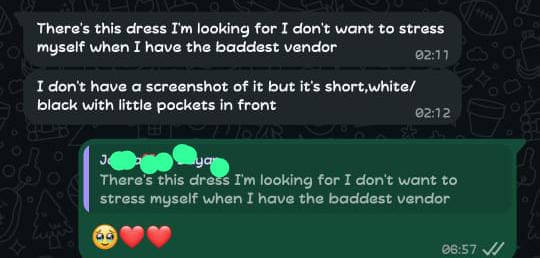 There's this dress I'm looking for I don't want to stress
myself when I have the baddest vendor
02:11
I don't have a screenshot of it but it's short,white/
black with little pockets in front
02:12
There's this dress I'm looking for I don't want to
stress myself when I have the baddest vendor
🥹❤️❤️
06:57